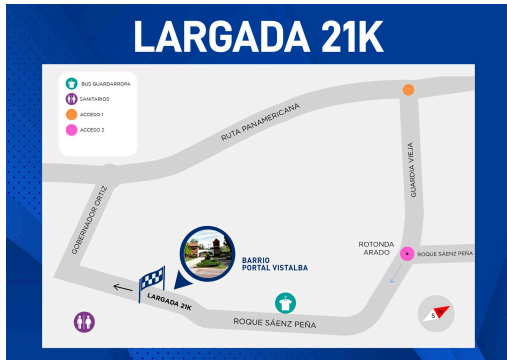 LARGADA 21K
BUS GUARDARROPA
SANITARIOS
ACCESO 1
ACCESO 2
RUTA PANAMERICANA
GUARDIA VIEJA
GOBERNADOR ORTIZ
ROTONDA
ARADO
ROQUE SÁENZ PEÑA
BARRIO
PORTAL VISTALBA
LARGADA 21K
ROQUE SÁENZ PEÑA
S